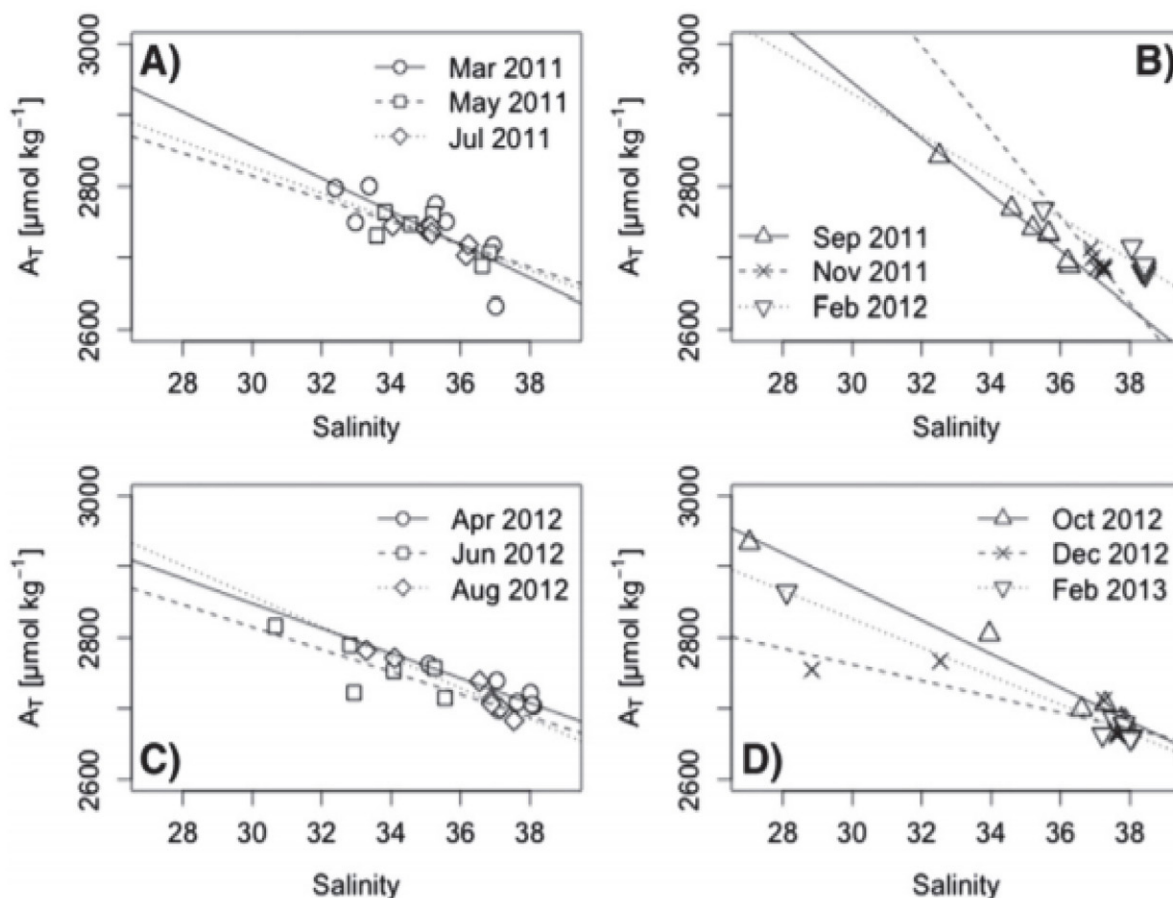 A)
Mar 2011
May 2011
Jul 2011
3000
2800
2600
A_T [µmol kg⁻¹]
28 30 32 34 36 38
Salinity
B)
Sep 2011
Nov 2011
Feb 2012
3000
2800
2600
A_T [µmol kg⁻¹]
28 30 32 34 36 38
Salinity
C)
Apr 2012
Jun 2012
Aug 2012
3000
2800
2600
A_T [µmol kg⁻¹]
28 30 32 34 36 38
Salinity
D)
Oct 2012
Dec 2012
Feb 2013
3000
2800
2600
A_T [µmol kg⁻¹]
28 30 32 34 36 38
Salinity